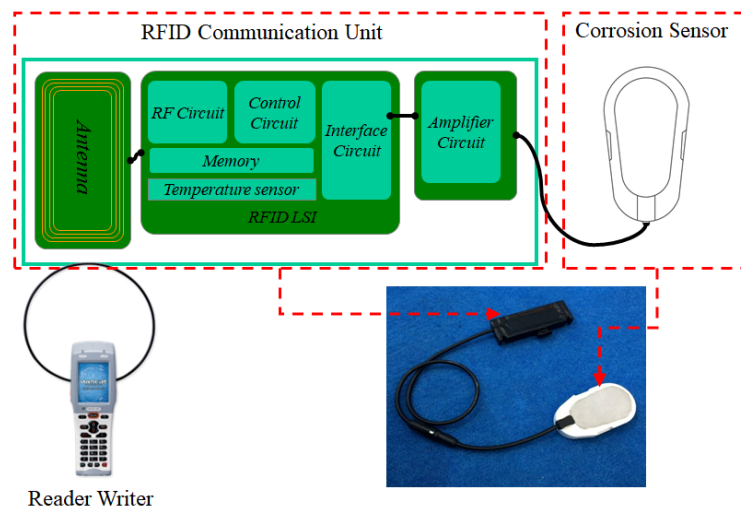 RFID Communication Unit
Corrosion Sensor
Antenna
RF Circuit
Control
Circuit
Interface
Circuit
Amplifier
Circuit
Memory
Temperature sensor
RFID LSI
Reader Writer